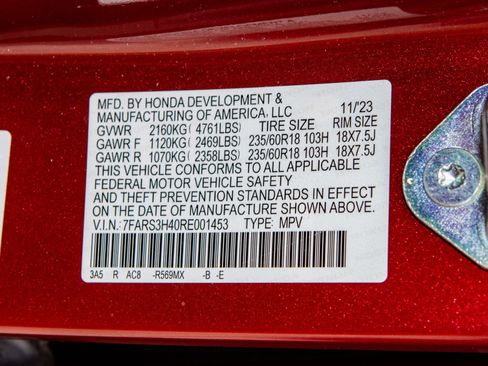 MFD. BY HONDA DEVELOPMENT &
MANUFACTURING OF AMERICA, LLC 11/'23
GVWR 2160KG( 4761LBS) TIRE SIZE RIM SIZE
GAWR F 1120KG( 2469LBS) 235/60R18 103H 18X7.5J
GAWR R 1070KG( 2358LBS) 235/60R18 103H 18X7.5J
THIS VEHICLE CONFORMS TO ALL APPLICABLE
FEDERAL MOTOR VEHICLE SAFETY
AND THEFT PREVENTION STANDARDS IN EFFECT
ON THE DATE OF MANUFACTURE SHOWN ABOVE.
V.I.N.: 7FARS3H40RE001453 TYPE: MPV
3A5 R AC8 -R569MX -B -E